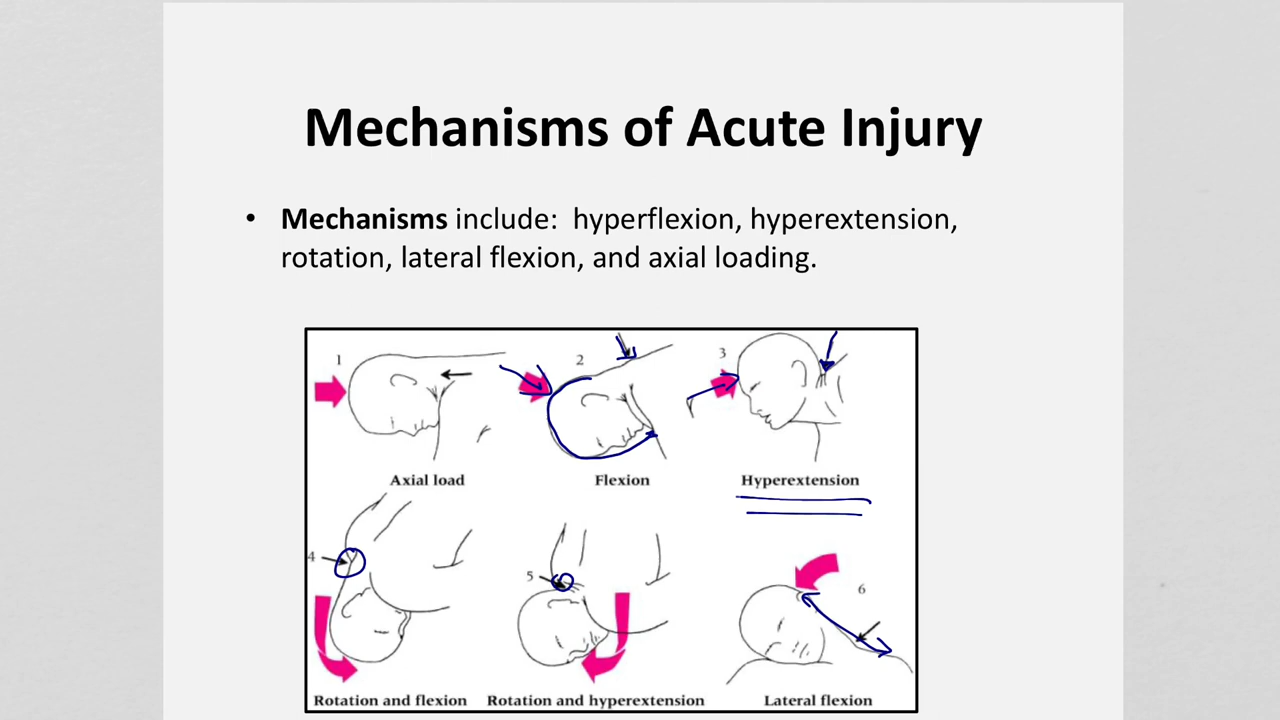 Mechanisms of Acute Injury
• Mechanisms include: hyperflexion, hyperextension,
rotation, lateral flexion, and axial loading.
1
2
3
Axial load
Flexion
Hyperextension
4
5
6
Rotation and flexion
Rotation and hyperextension
Lateral flexion